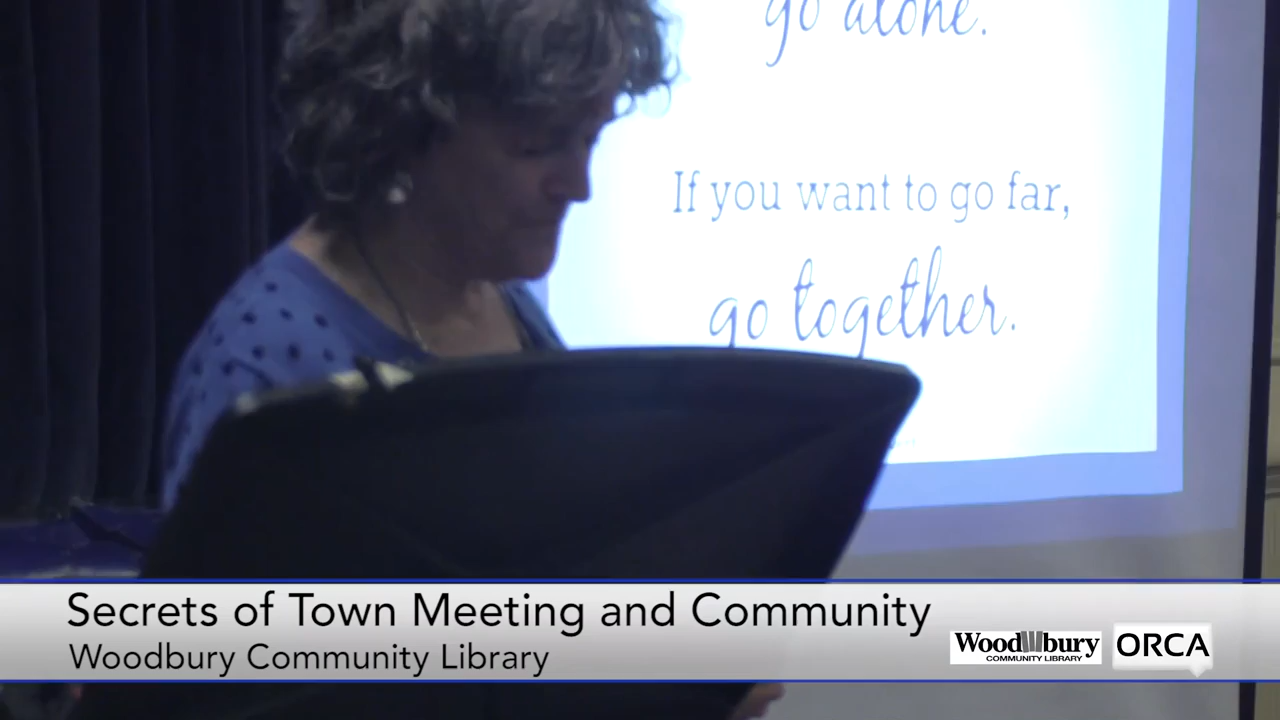 go alone.
If you want to go far,
go together.
Secrets of Town Meeting and Community
Woodbury Community Library
Woodbury
COMMUNITY LIBRARY
ORCA